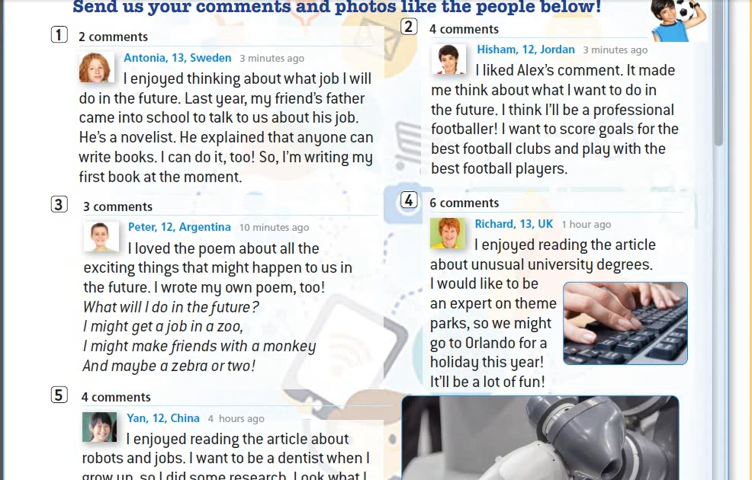 Send us your comments and photos like the people below!
1 2 comments
Antonia, 13, Sweden 3 minutes ago
I enjoyed thinking about what job I will
do in the future. Last year, my friend's father
came into school to talk to us about his job.
He's a novelist. He explained that anyone can
write books. I can do it, too! So, I'm writing my
first book at the moment.
2 4 comments
Hisham, 12, Jordan 3 minutes ago
I liked Alex's comment. It made
me think about what I want to do in
the future. I think I'll be a professional
footballer! I want to score goals for the
best football clubs and play with the
best football players.
3 3 comments
Peter, 12, Argentina 10 minutes ago
I loved the poem about all the
exciting things that might happen to us in
the future. I wrote my own poem, too!
What will I do in the future?
I might get a job in a zoo,
I might make friends with a monkey
And maybe a zebra or two!
4 6 comments
Richard, 13, UK 1 hour ago
I enjoyed reading the article
about unusual university degrees.
I would like to be
an expert on theme
parks, so we might
go to Orlando for a
holiday this year!
It'll be a lot of fun!
5 4 comments
Yan, 12, China 4 hours ago
I enjoyed reading the article about
robots and jobs. I want to be a dentist when I
grow up, so I did some research. Look what I